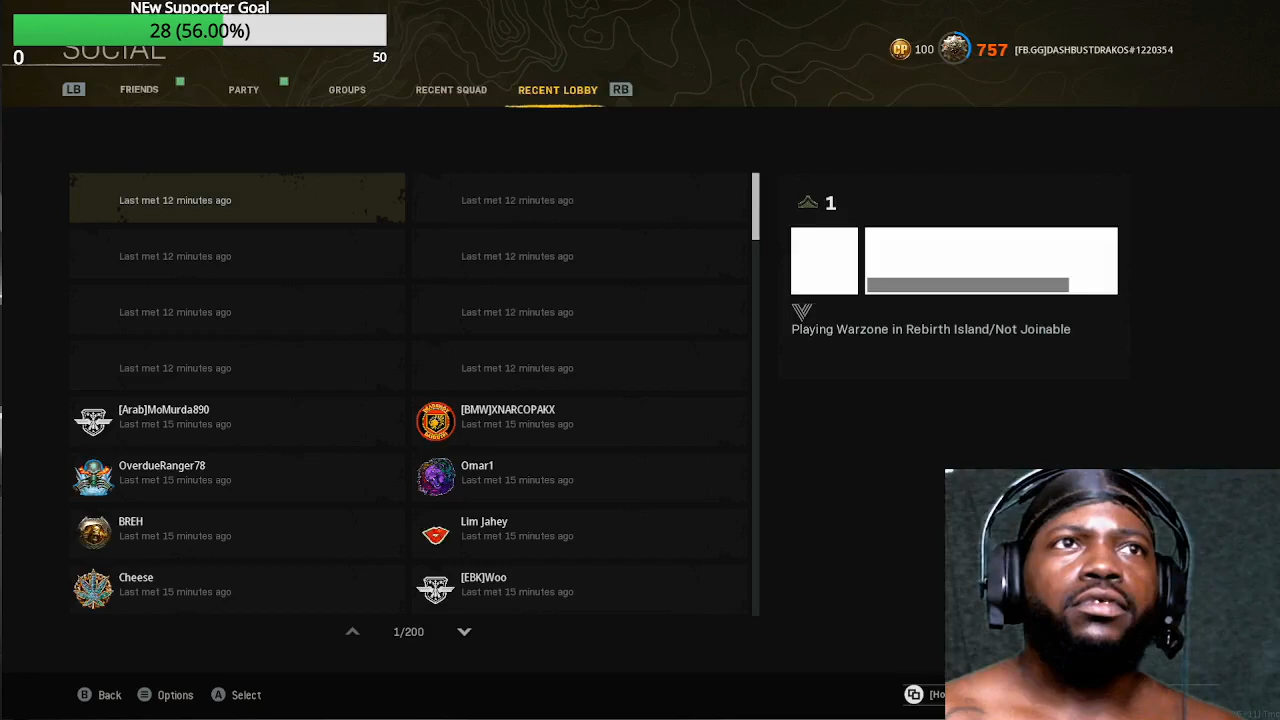 NEw Supporter Goal
28 (56.00%)
0
50
SOCIAL
CP 100
757
[FB.GG]DASHBUSTDRAKOS#1220354
LB
FRIENDS
PARTY
GROUPS
RECENT SQUAD
RECENT LOBBY
RB
Last met 12 minutes ago
Last met 12 minutes ago
Last met 12 minutes ago
Last met 12 minutes ago
Last met 12 minutes ago
Last met 12 minutes ago
Last met 12 minutes ago
Last met 12 minutes ago
[Arab]MoMurda890
Last met 15 minutes ago
[BMW]XNARCOPAKX
Last met 15 minutes ago
OverdueRanger78
Last met 15 minutes ago
Omar1
Last met 15 minutes ago
BREH
Last met 15 minutes ago
Lim Jahey
Last met 15 minutes ago
Cheese
Last met 15 minutes ago
[EBK]Woo
Last met 15 minutes ago
1/200
1
Playing Warzone in Rebirth Island/Not Joinable
B Back
Options
A Select